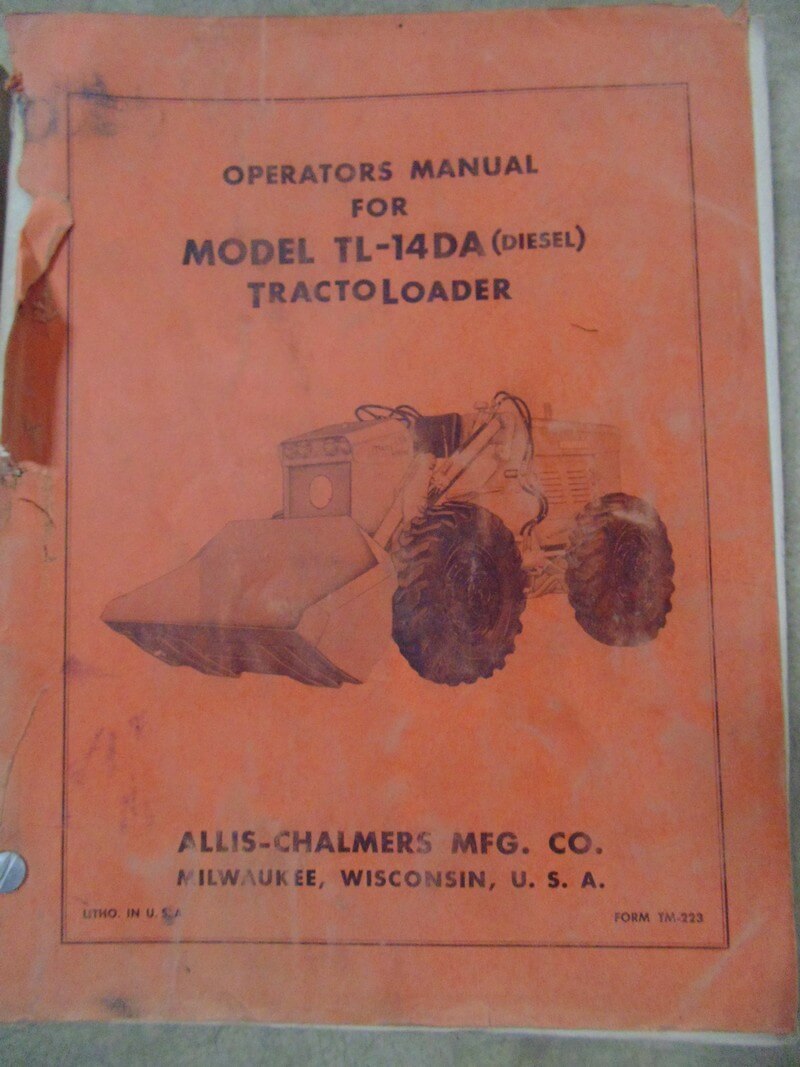 OPERATORS MANUAL
FOR
MODEL TL-14DA (DIESEL)
TRACTOLOADER
ALLIS-CHALMERS MFG. CO.
MILWAUKEE, WISCONSIN, U. S. A.
LITHO. IN U. S. A
FORM TM-223